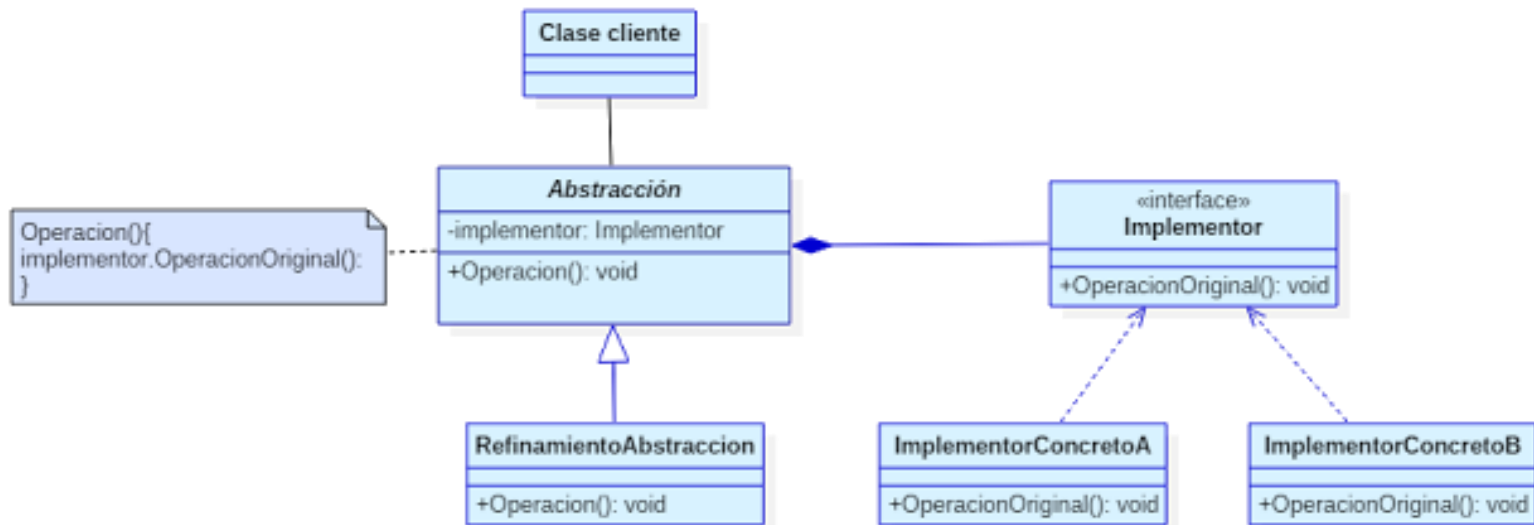 Clase cliente
Abstracción
-implementor: Implementor
+Operacion(): void
Operacion(){
implementor.OperacionOriginal():
}
«interface»
Implementor
+OperacionOriginal(): void
RefinamientoAbstraccion
+Operacion(): void
ImplementorConcretoA
+OperacionOriginal(): void
ImplementorConcretoB
+OperacionOriginal(): void